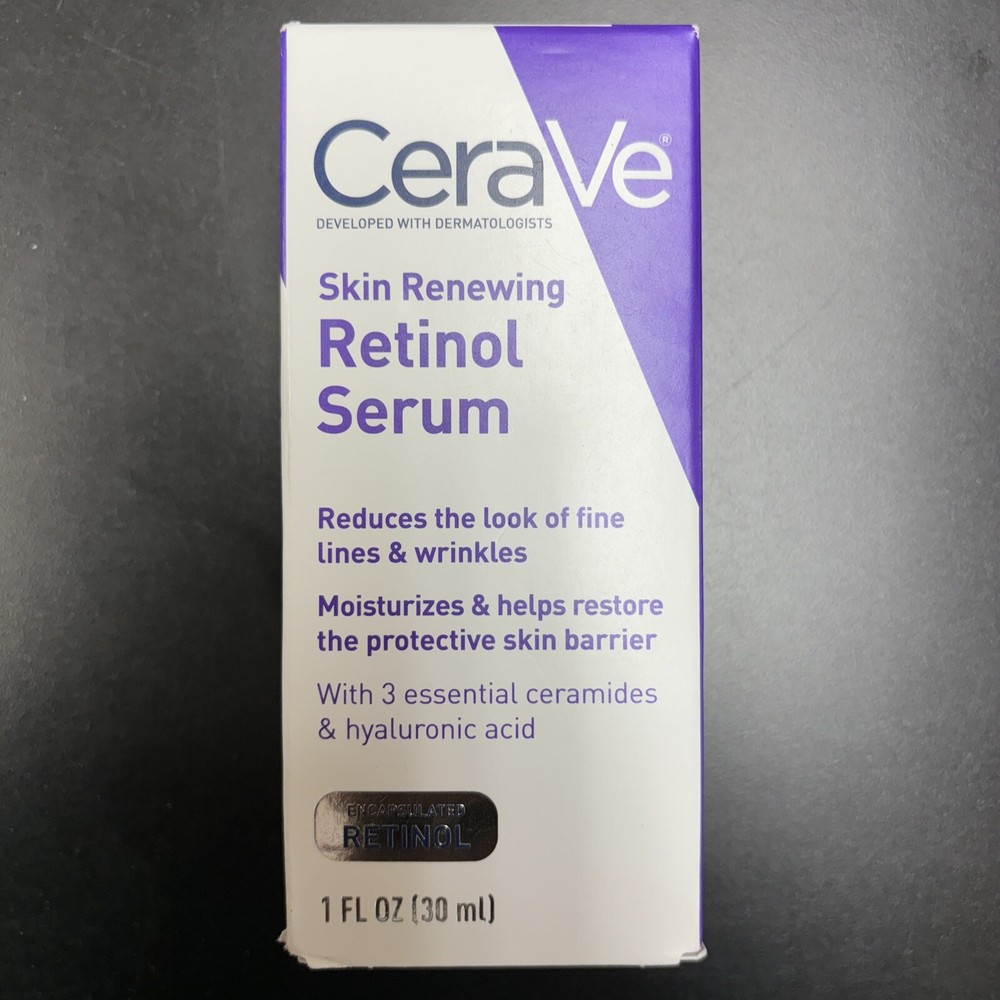 CeraVe®
DEVELOPED WITH DERMATOLOGISTS
Skin Renewing
Retinol
Serum
Reduces the look of fine
lines & wrinkles
Moisturizes & helps restore
the protective skin barrier
With 3 essential ceramides
& hyaluronic acid
ENCAPSULATED
RETINOL
1 FL OZ (30 ml)